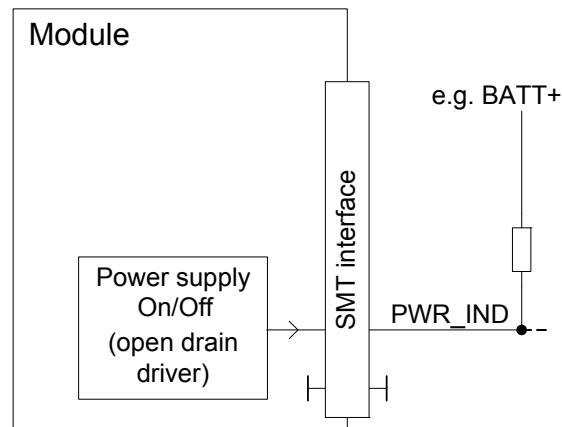 Module
e.g. BATT+
SMT interface
Power supply
On/Off
(open drain
driver)
PWR_IND